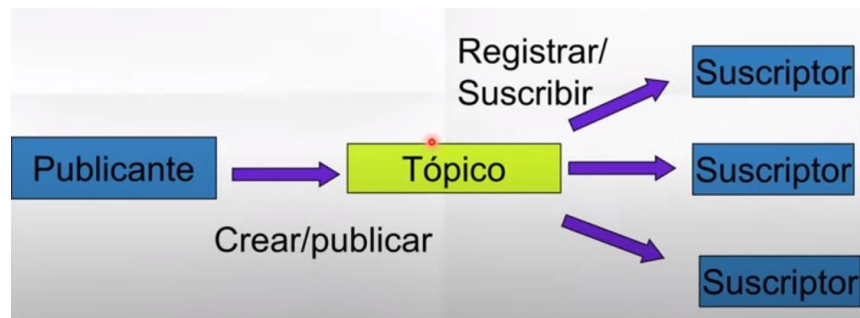 Registrar/
Suscribir
Suscriptor
Publicante
Tópico
Suscriptor
Crear/publicar
Suscriptor